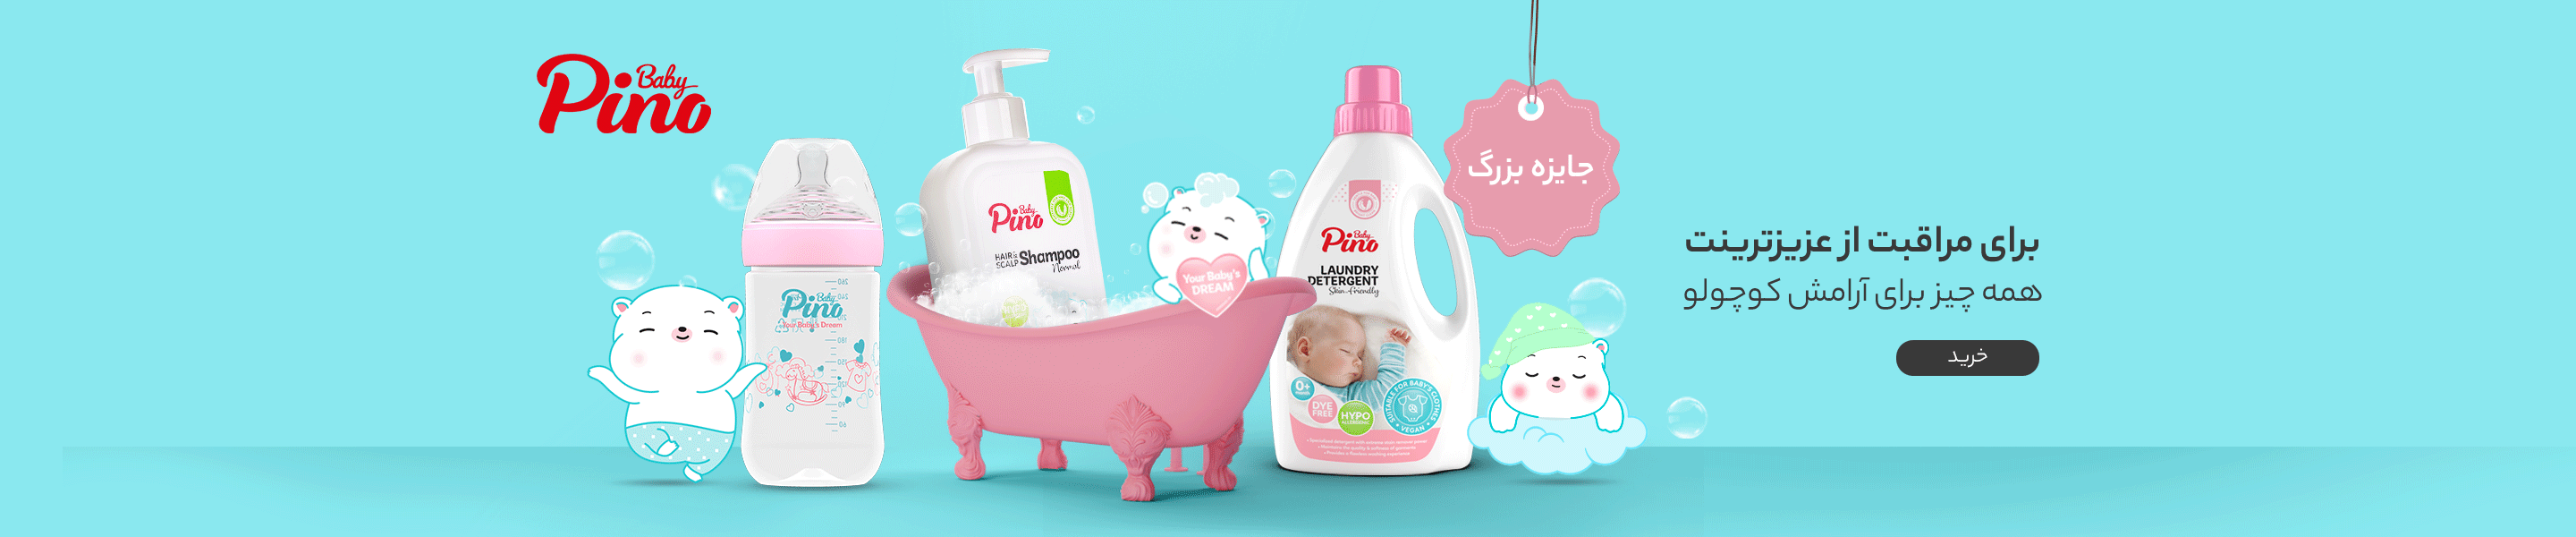 Baby
Pino
جایزه بزرگ
برای مراقبت از عزیزترینت
همه چیز برای آرامش کوچولو
خرید
Baby
Pino
Your Baby's Dream
Baby
Pino
HAIR & SCALP Shampoo
Normal
Your Baby's
DREAM
Baby
Pino
LAUNDRY
DETERGENT
Skin-Friendly
0+
DYE
FREE
HYPO
ALLERGENIC
SUITABLE FOR BABY'S CLOTHES
VEGAN